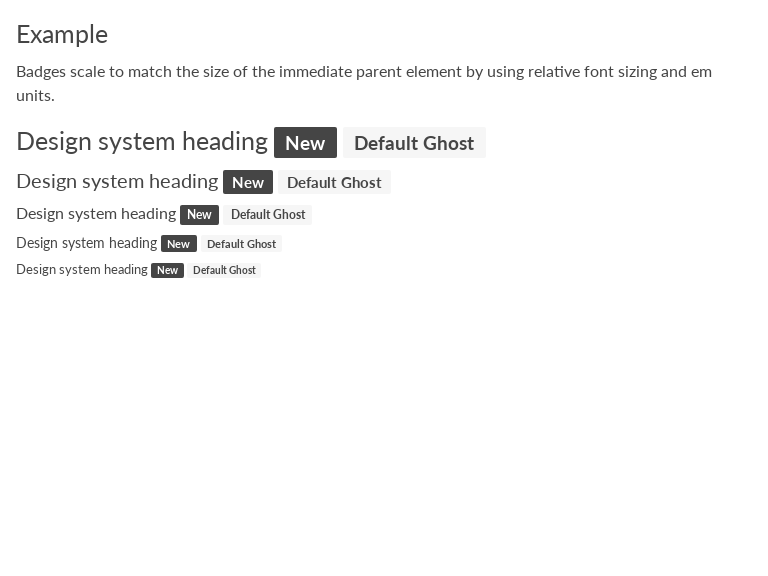 Example
Badges scale to match the size of the immediate parent element by using relative font sizing and em
units.
Design system heading New Default Ghost
Design system heading New Default Ghost
Design system heading New Default Ghost
Design system heading New Default Ghost
Design system heading New Default Ghost